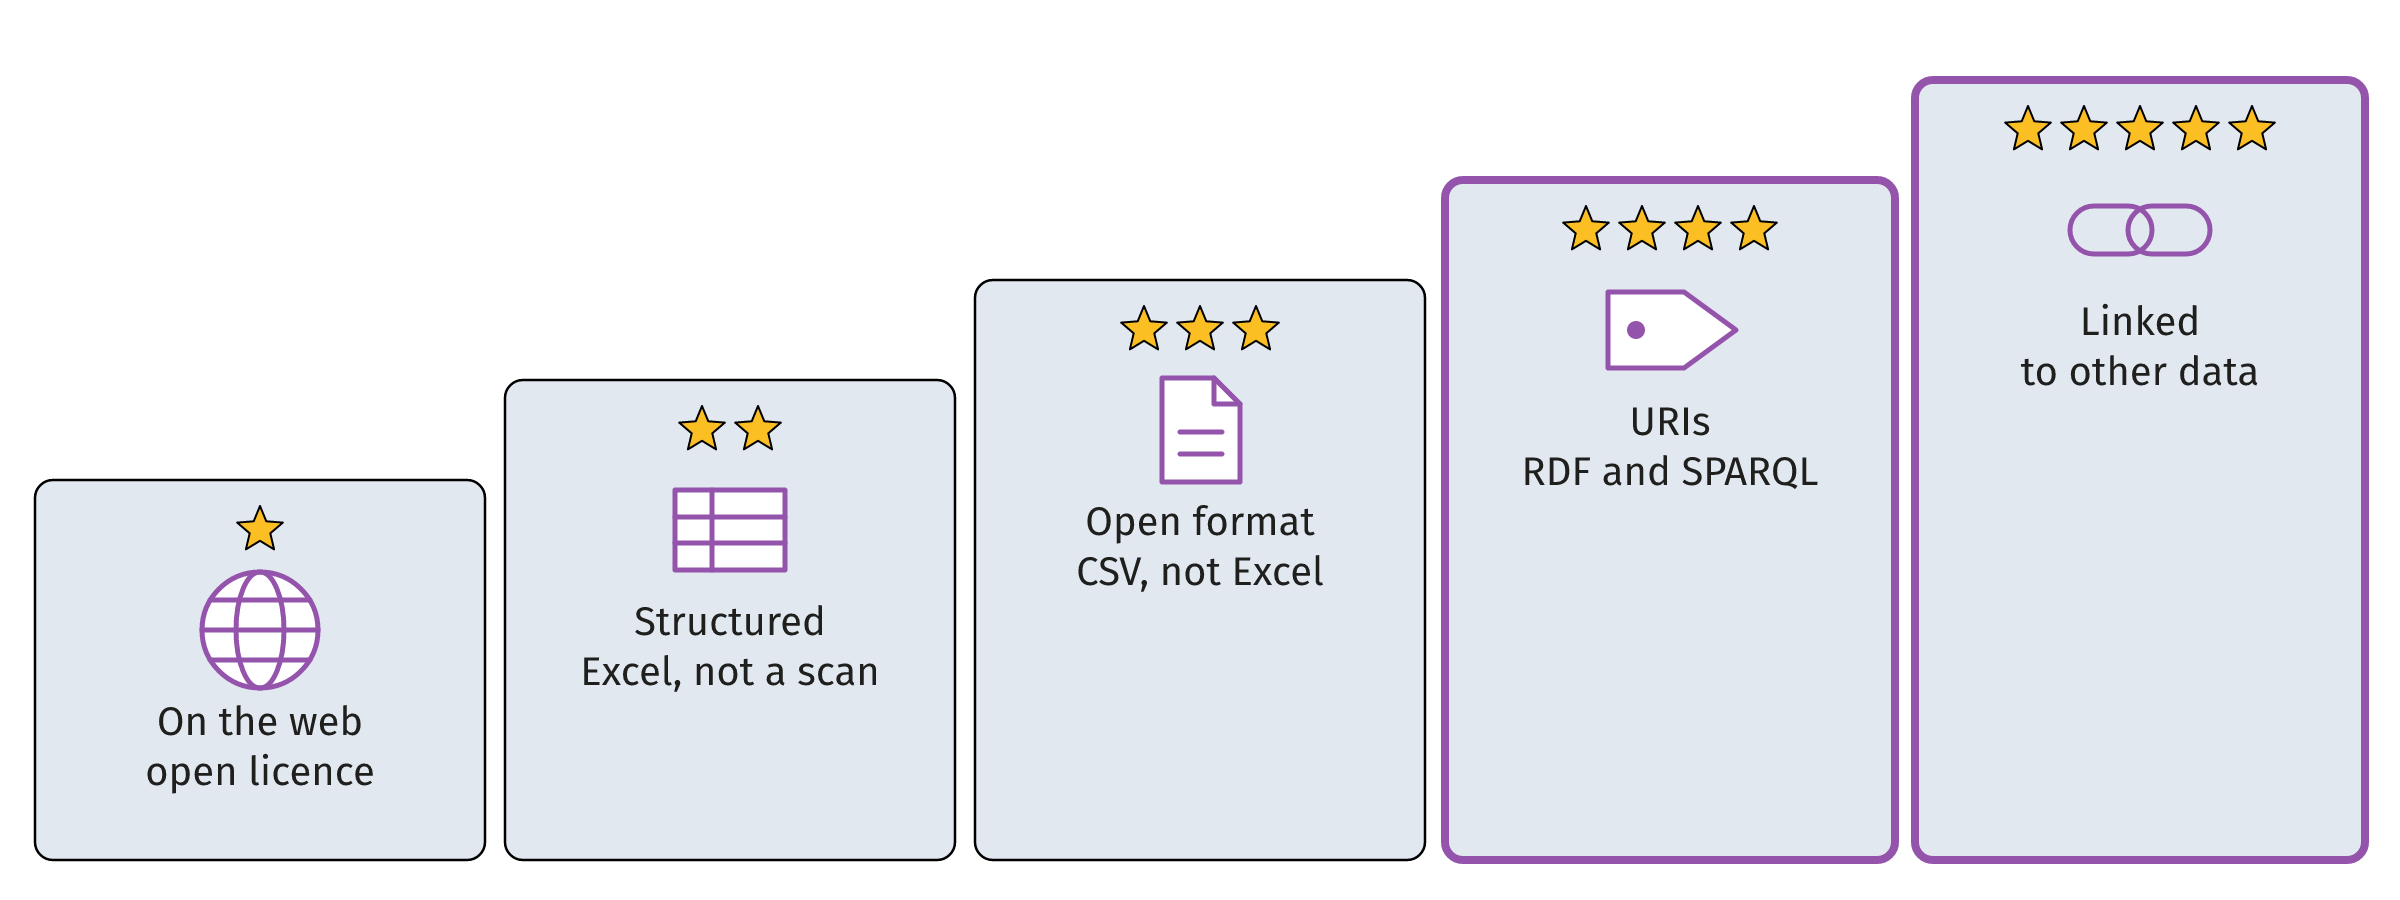 On the web
open licence
Structured
Excel, not a scan
Open format
CSV, not Excel
URIs
RDF and SPARQL
Linked
to other data